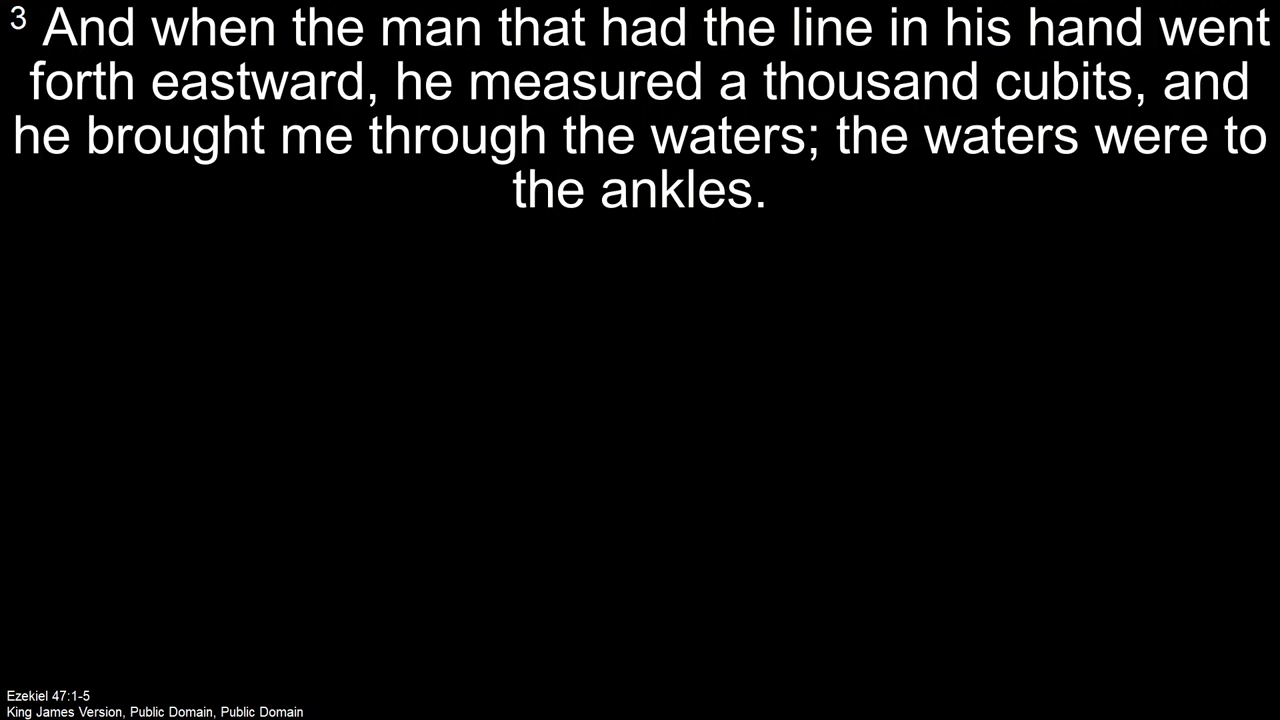 3 And when the man that had the line in his hand went
forth eastward, he measured a thousand cubits, and
he brought me through the waters; the waters were to
the ankles.
Ezekiel 47:1-5
King James Version, Public Domain, Public Domain